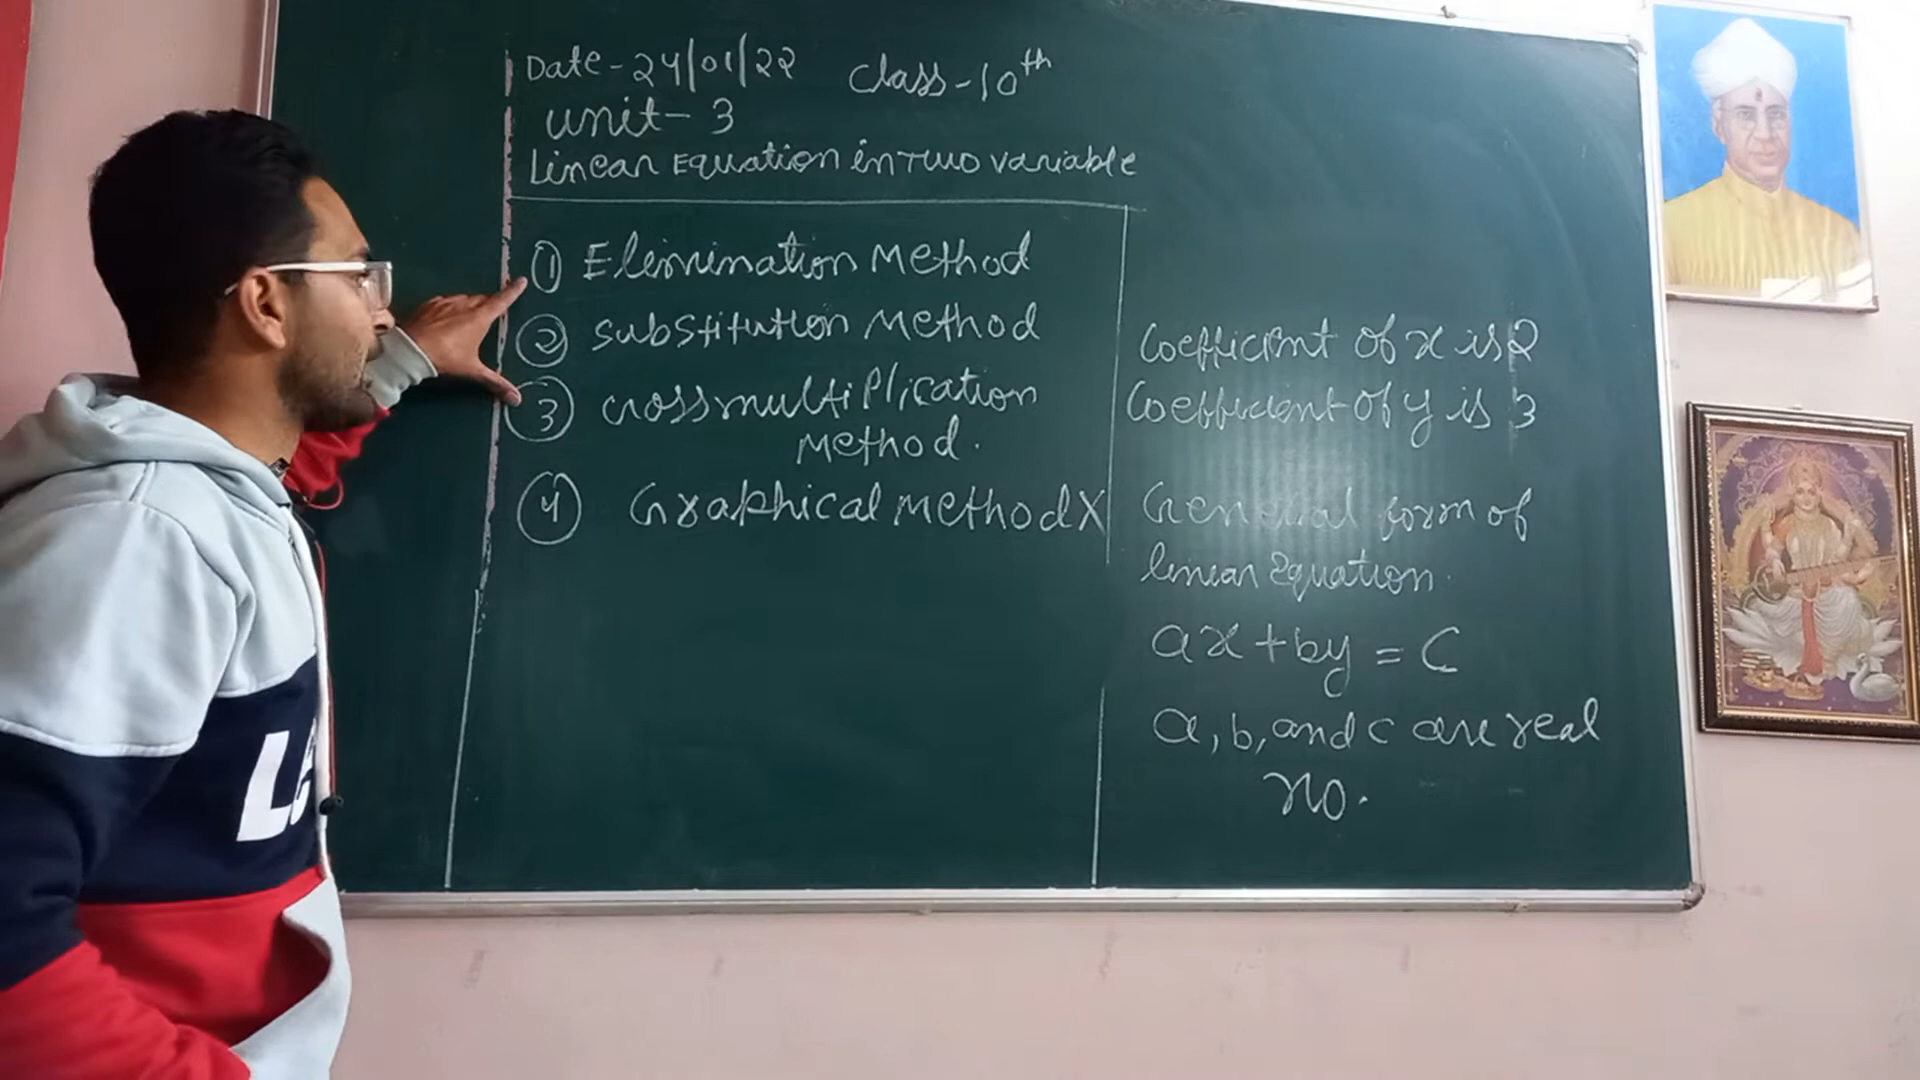 Date - 24/01/22 Class - 10th
Unit - 3
Linear Equation in Two variable
① Elimination Method
② Substitution Method
③ Crossmultiplication
Method.
④ Graphical Method X
Coefficient of x is 2
Coefficient of y is 3
General form of
linear Equation.
ax + by = c
a, b, and c are real
no.